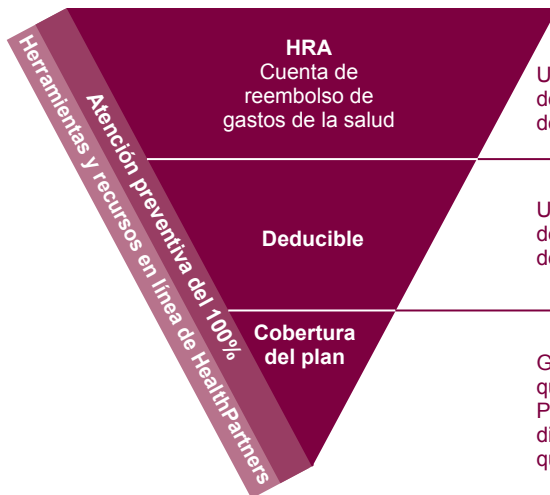 HRA
Cuenta de
reembolso de
gastos de la salud
Deducible
Cobertura
del plan
Atención preventiva del 100%
Herramientas y recursos en línea de HealthPartners